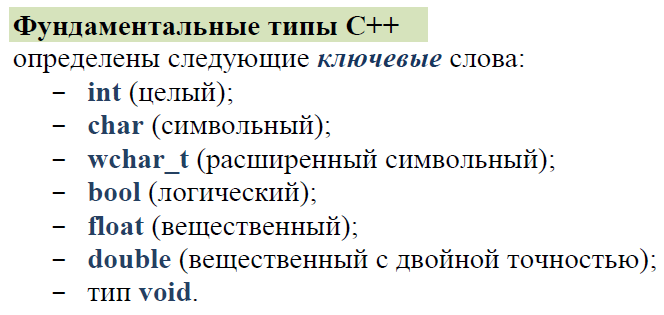 Фундаментальные типы C++
определены следующие ключевые слова:
− int (целый);
− char (символьный);
− wchar_t (расширенный символьный);
− bool (логический);
− float (вещественный);
− double (вещественный с двойной точностью);
− тип void.